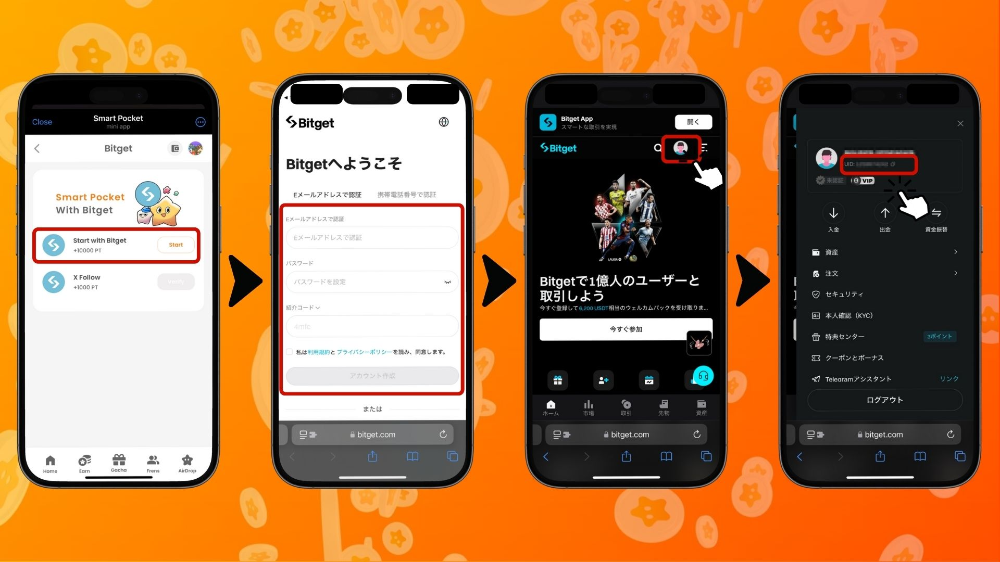 Close
Smart Pocket
mini app
Bitget
Smart Pocket
With Bitget
Start with Bitget
+10000 PT
Start
X Follow
+1000 PT
Verify
Home
Earn
Gacha
Frens
AirDrop
Bitget
Bitgetへようこそ
Eメールアドレスで認証
携帯電話番号で認証
Eメールアドレスで認証
Eメールアドレスで認証
パスワード
パスワードを設定
紹介コード
4mfc
私は利用規約と プライバシーポリシーを読み、同意します。
アカウント作成
または
bitget.com
Bitget App
スマートな取引を実現
開く
Bitget
LALIGA
Bitgetで1億人のユーザーと
取引しよう
今すぐ登録して6,200 USDT相当のウェルカムパックを受け取りま...
今すぐ参加
ホーム
市場
取引
先物
資産
bitget.com
UID:
未認証
0 VIP
入金
出金
資金振替
資産
注文
セキュリティ
本人確認（KYC）
特典センター
3ポイント
クーポンとボーナス
Telegramアシスタント
リンク
ログアウト
bitget.com